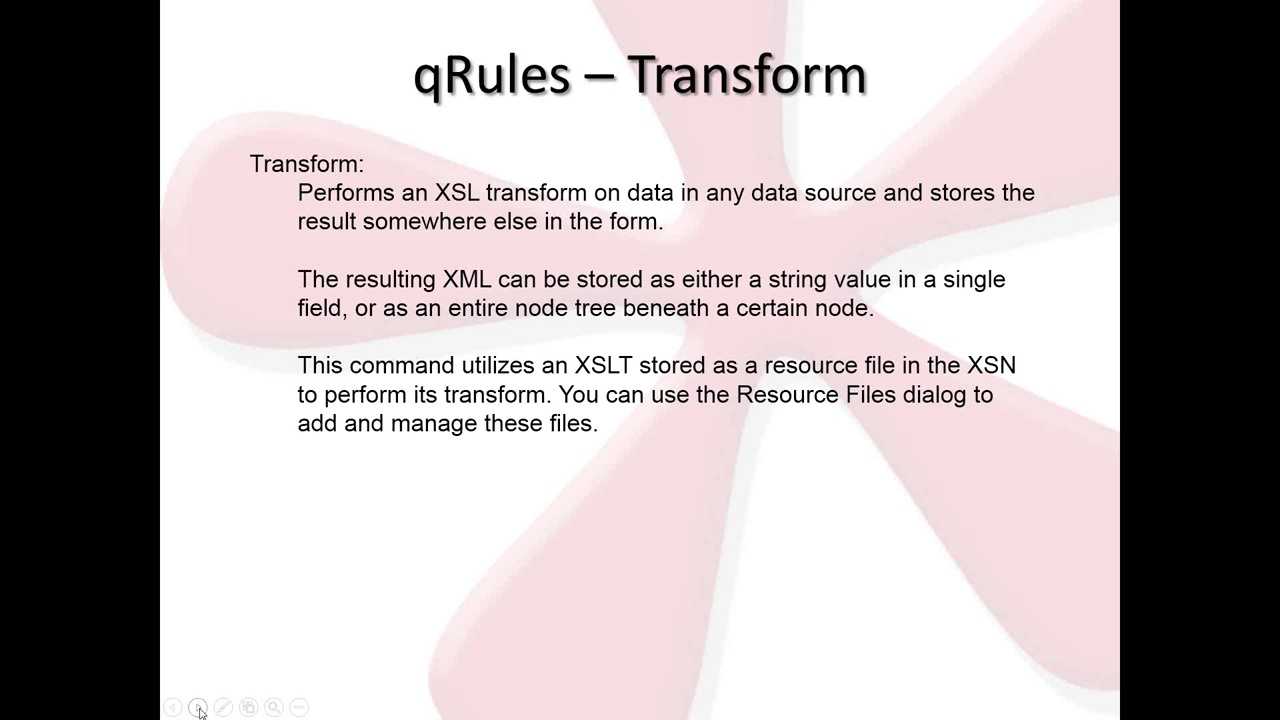 qRules – Transform
Transform:
Performs an XSL transform on data in any data source and stores the
result somewhere else in the form.
The resulting XML can be stored as either a string value in a single
field, or as an entire node tree beneath a certain node.
This command utilizes an XSLT stored as a resource file in the XSN
to perform its transform. You can use the Resource Files dialog to
add and manage these files.